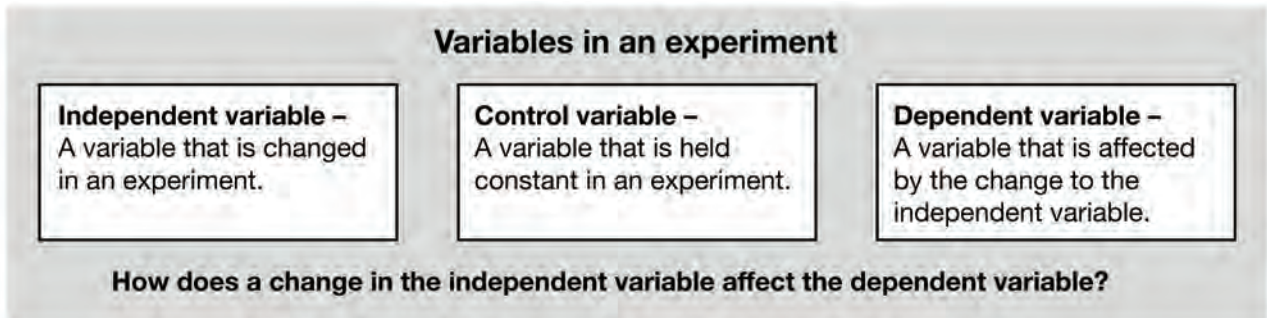 Variables in an experiment
Independent variable –
A variable that is changed
in an experiment.
Control variable –
A variable that is held
constant in an experiment.
Dependent variable –
A variable that is affected
by the change to the
independent variable.
How does a change in the independent variable affect the dependent variable?